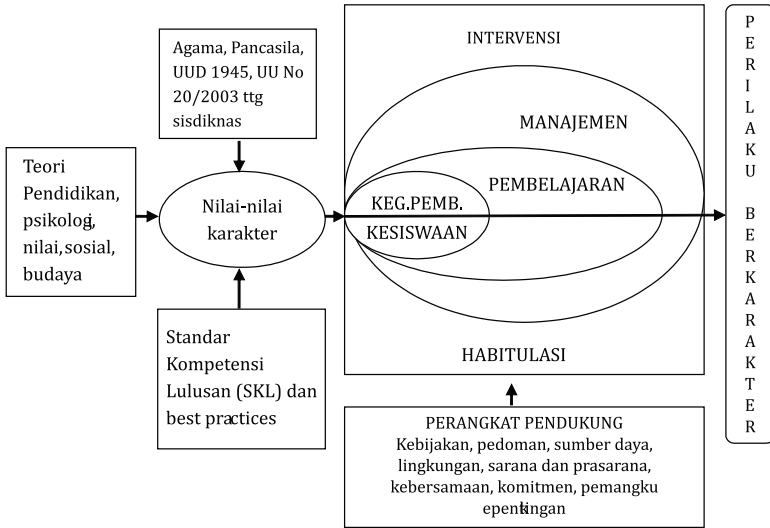 Agama, Pancasila,
UUD 1945, UU No
20/2003 ttg
sisdiknas
Teori
Pendidikan,
psikologi,
nilai,sosial,
budaya
Nilai-nilai
karakter
Standar
Kompetensi
Lulusan (SKL) dan
best practices
INTERVENSI
MANAJEMEN
PEMBELAJARAN
KEG.PEMB.
KESISWAAN
HABITULASI
PERANGKAT PENDUKUNG
Kebijakan, pedoman, sumber daya,
lingkungan, sarana dan prasarana,
kebersamaan, komitmen, pemangku
epentingan
P
E
R
I
L
A
K
U
B
E
R
K
A
R
A
K
T
E
R